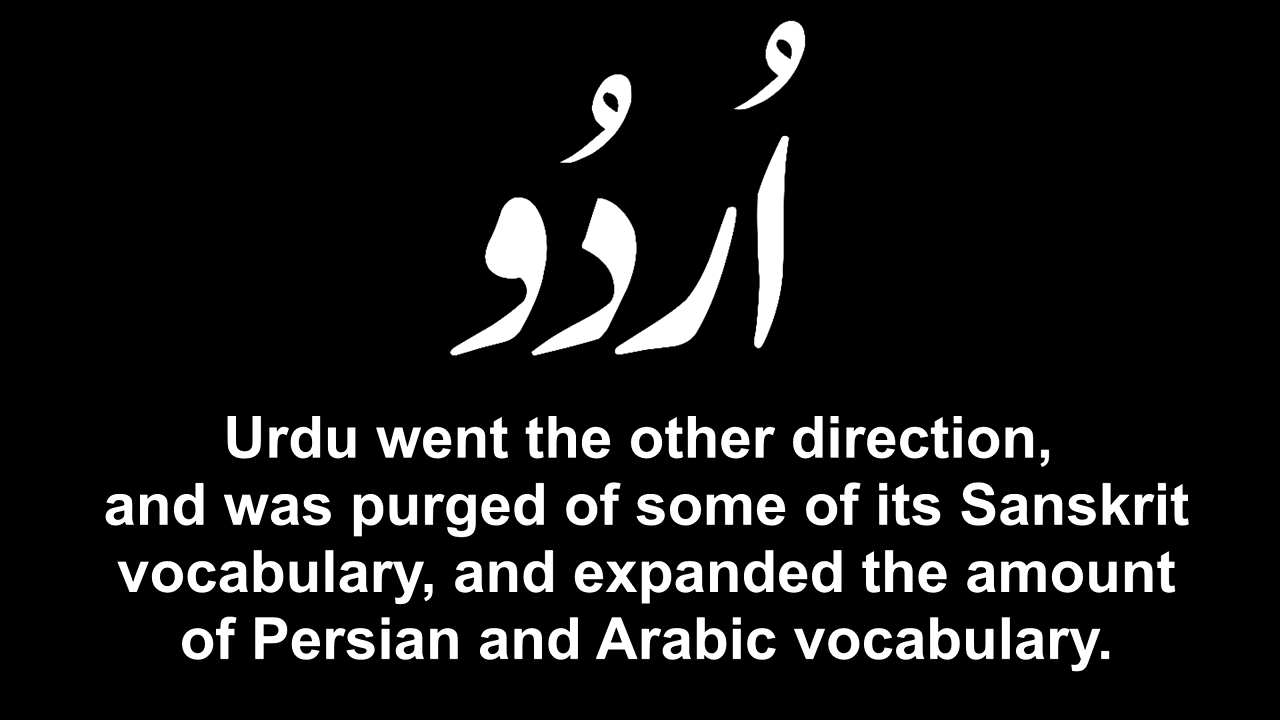 اُردُو
Urdu went the other direction,
and was purged of some of its Sanskrit
vocabulary, and expanded the amount
of Persian and Arabic vocabulary.